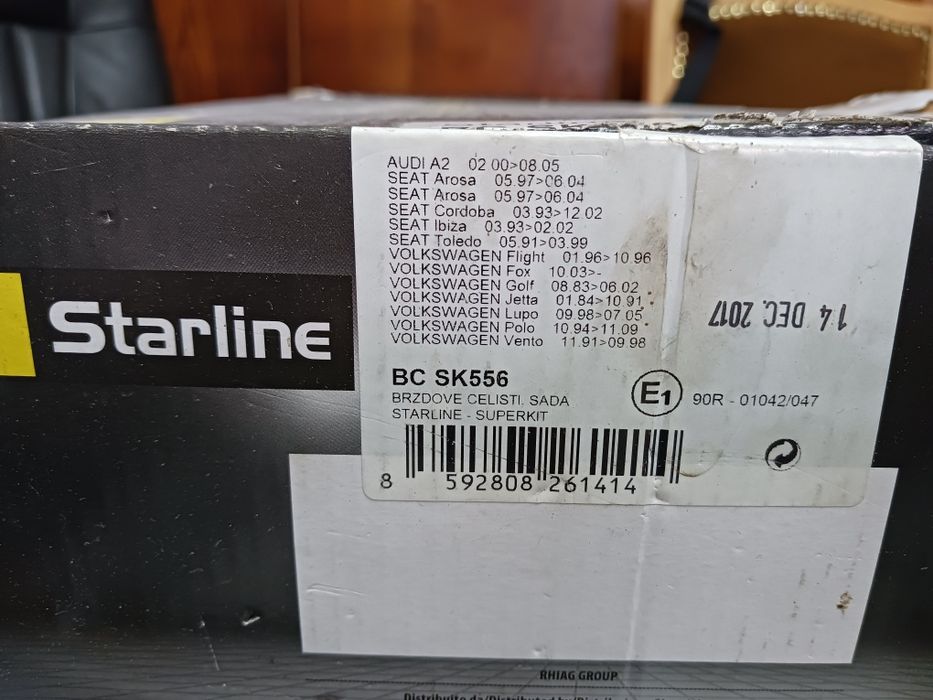 AUDI A2 02 00>08.05
SEAT Arosa 05.97>06 04
SEAT Arosa 05.97>06.04
SEAT Cordoba 03.93>12.02
SEAT Ibiza 03.93>02.02
SEAT Toledo 05.91>03.99
VOLKSWAGEN Flight 01.96>10.96
VOLKSWAGEN Fox 10.03>-
VOLKSWAGEN Golf 08.83>06.02
VOLKSWAGEN Jetta 01.84>10.91
VOLKSWAGEN Lupo 09.98>07.05
VOLKSWAGEN Polo 10.94>11.09
VOLKSWAGEN Vento 11.91>09.98
14 DEC. 2017
Starline
BC SK556
BRZDOVE CELISTI. SADA
STARLINE - SUPERKIT
E1 90R - 01042/047
8 592808 261414
RHIAG GROUP